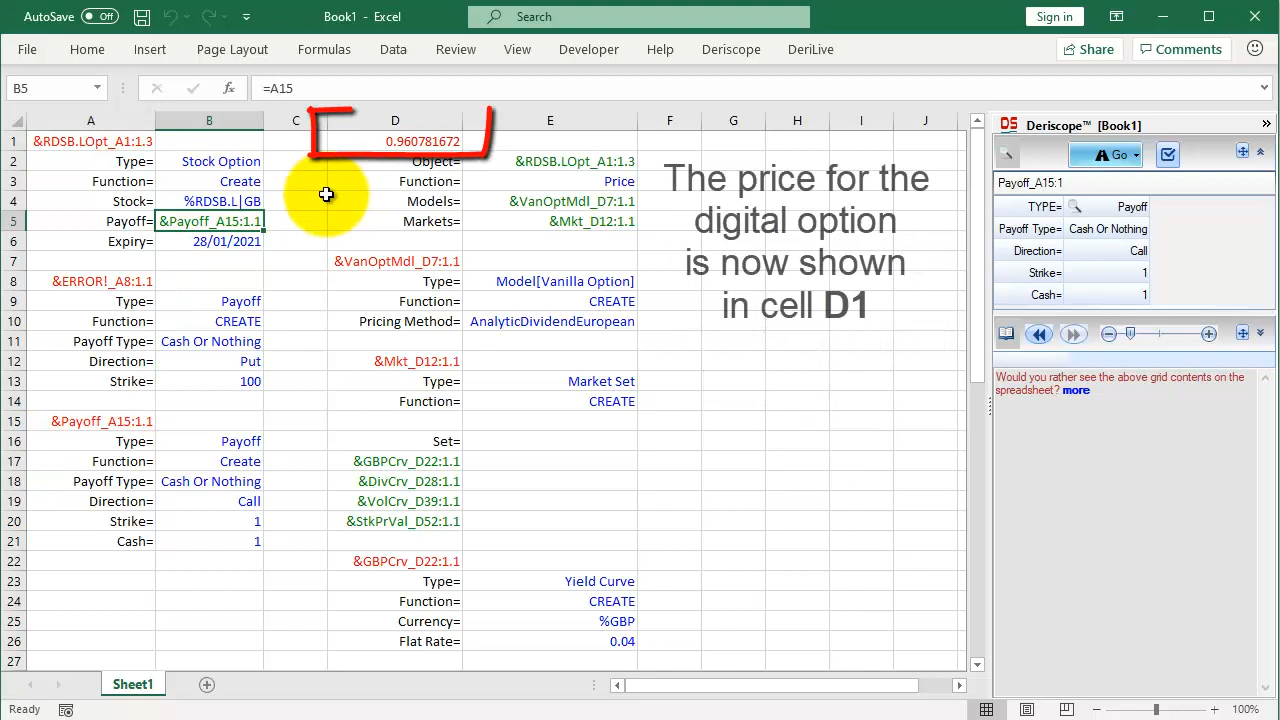 AutoSave Off Book1 - Excel Search Sign in
File Home Insert Page Layout Formulas Data Review View Developer Help Deriscope DeriLive Share Comments
B5 fx =A15
A B C D E F G H I J
1 &RDSB.LOpt_A1:1.3 0.960781672
2 Type= Stock Option Object= &RDSB.LOpt_A1:1.3
3 Function= Create Function= Price
4 Stock= %RDSB.L|GB Models= &VanOptMdl_D7:1.1
5 Payoff= &Payoff_A15:1.1 Markets= &Mkt_D12:1.1
6 Expiry= 28/01/2021
7 &VanOptMdl_D7:1.1
8 &ERROR!_A8:1.1 Type= Model[Vanilla Option]
9 Type= Payoff Function= CREATE
10 Function= CREATE Pricing Method= AnalyticDividendEuropean
11 Payoff Type= Cash Or Nothing
12 Direction= Put &Mkt_D12:1.1
13 Strike= 100 Type= Market Set
14 Function= CREATE
15 &Payoff_A15:1.1
16 Type= Payoff Set=
17 Function= Create &GBPCrv_D22:1.1
18 Payoff Type= Cash Or Nothing &DivCrv_D28:1.1
19 Direction= Call &VolCrv_D39:1.1
20 Strike= 1 &StkPrVal_D52:1.1
21 Cash= 1
22 &GBPCrv_D22:1.1
23 Type= Yield Curve
24 Function= CREATE
25 Currency= %GBP
26 Flat Rate= 0.04
27
The price for the
digital option
is now shown
in cell D1
DS Deriscope™ [Book1]
Go
Payoff_A15:1
TYPE= Payoff
Payoff Type= Cash Or Nothing
Direction= Call
Strike= 1
Cash= 1
Would you rather see the above grid contents on the
spreadsheet? more
Sheet1
Ready 100%